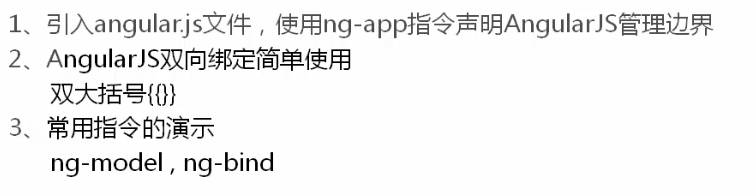 1、引入angular.js文件，使用ng-app指令声明AngularJS管理边界
2、AngularJS双向绑定简单使用
双大括号{{}}
3、常用指令的演示
ng-model , ng-bind